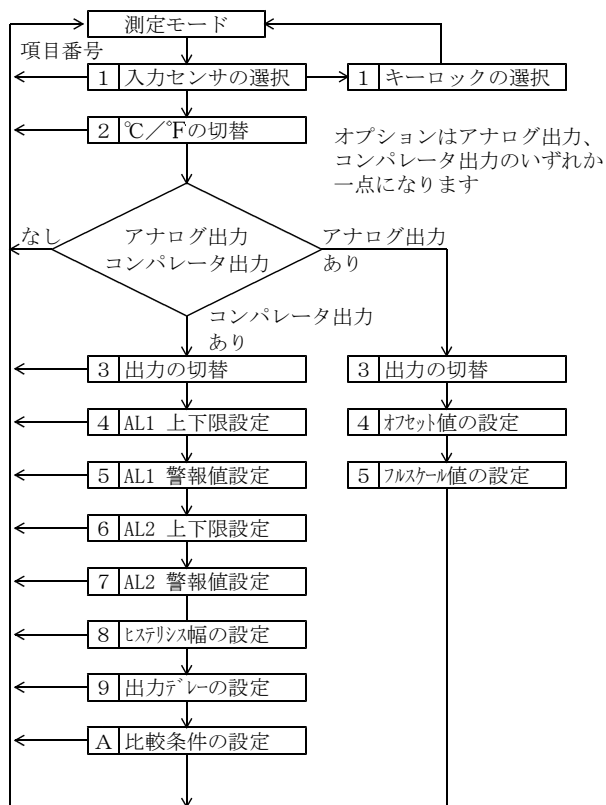 測定モード
項目番号
1 入力センサの選択
1 キーロックの選択
2 ℃／℉の切替
オプションはアナログ出力、
コンパレータ出力のいずれか
一点になります
なし
アナログ出力
コンパレータ出力
アナログ出力
あり
コンパレータ出力
あり
3 出力の切替
3 出力の切替
4 AL1 上下限設定
4 ｵﾌｾｯﾄ値の設定
5 AL1 警報値設定
5 ﾌﾙｽｹｰﾙ値の設定
6 AL2 上下限設定
7 AL2 警報値設定
8 ﾋｽﾃﾘｼｽ幅の設定
9 出力ﾃﾞﾚｰの設定
A 比較条件の設定